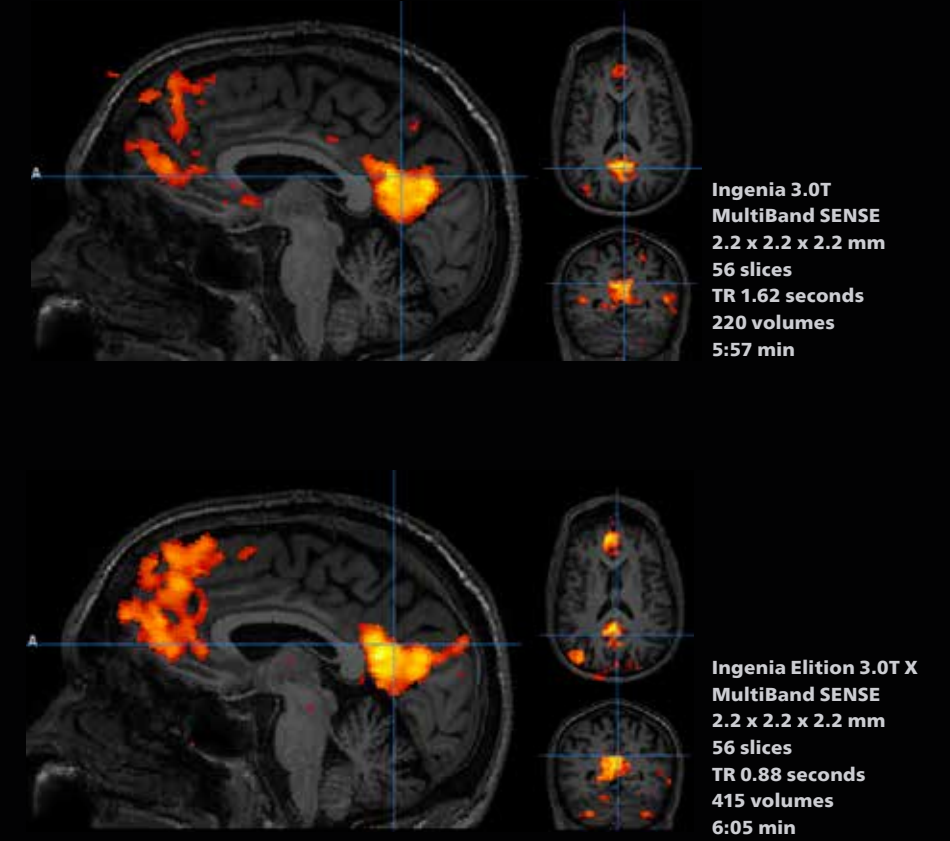 A
Ingenia 3.0T
MultiBand SENSE
2.2 x 2.2 x 2.2 mm
56 slices
TR 1.62 seconds
220 volumes
5:57 min
A
Ingenia Elition 3.0T X
MultiBand SENSE
2.2 x 2.2 x 2.2 mm
56 slices
TR 0.88 seconds
415 volumes
6:05 min